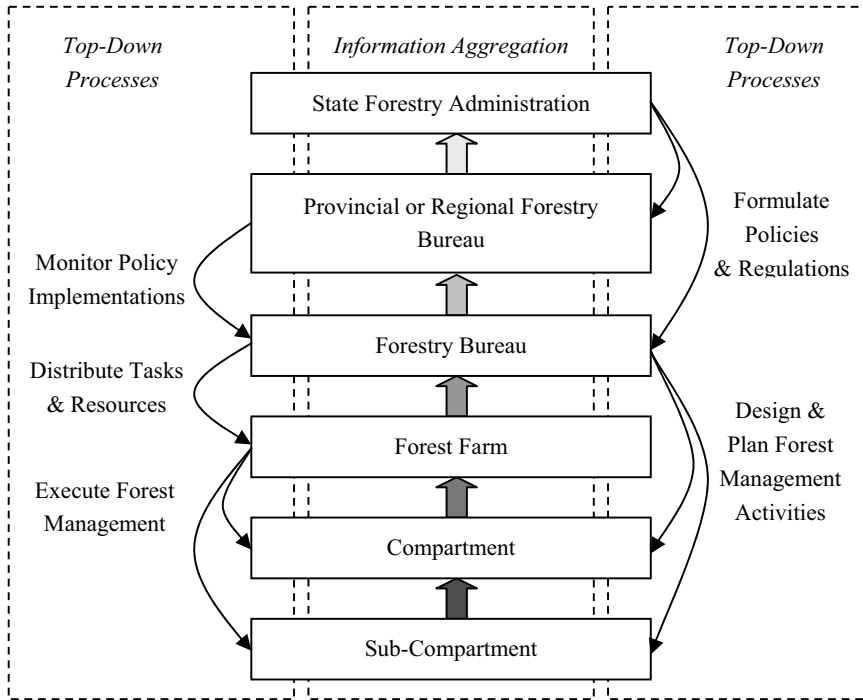 Top-Down
Processes
Information Aggregation
Top-Down
Processes
State Forestry Administration
Provincial or Regional Forestry
Bureau
Formulate
Policies
& Regulations
Monitor Policy
Implementations
Forestry Bureau
Distribute Tasks
& Resources
Forest Farm
Design &
Plan Forest
Management
Activities
Execute Forest
Management
Compartment
Sub-Compartment